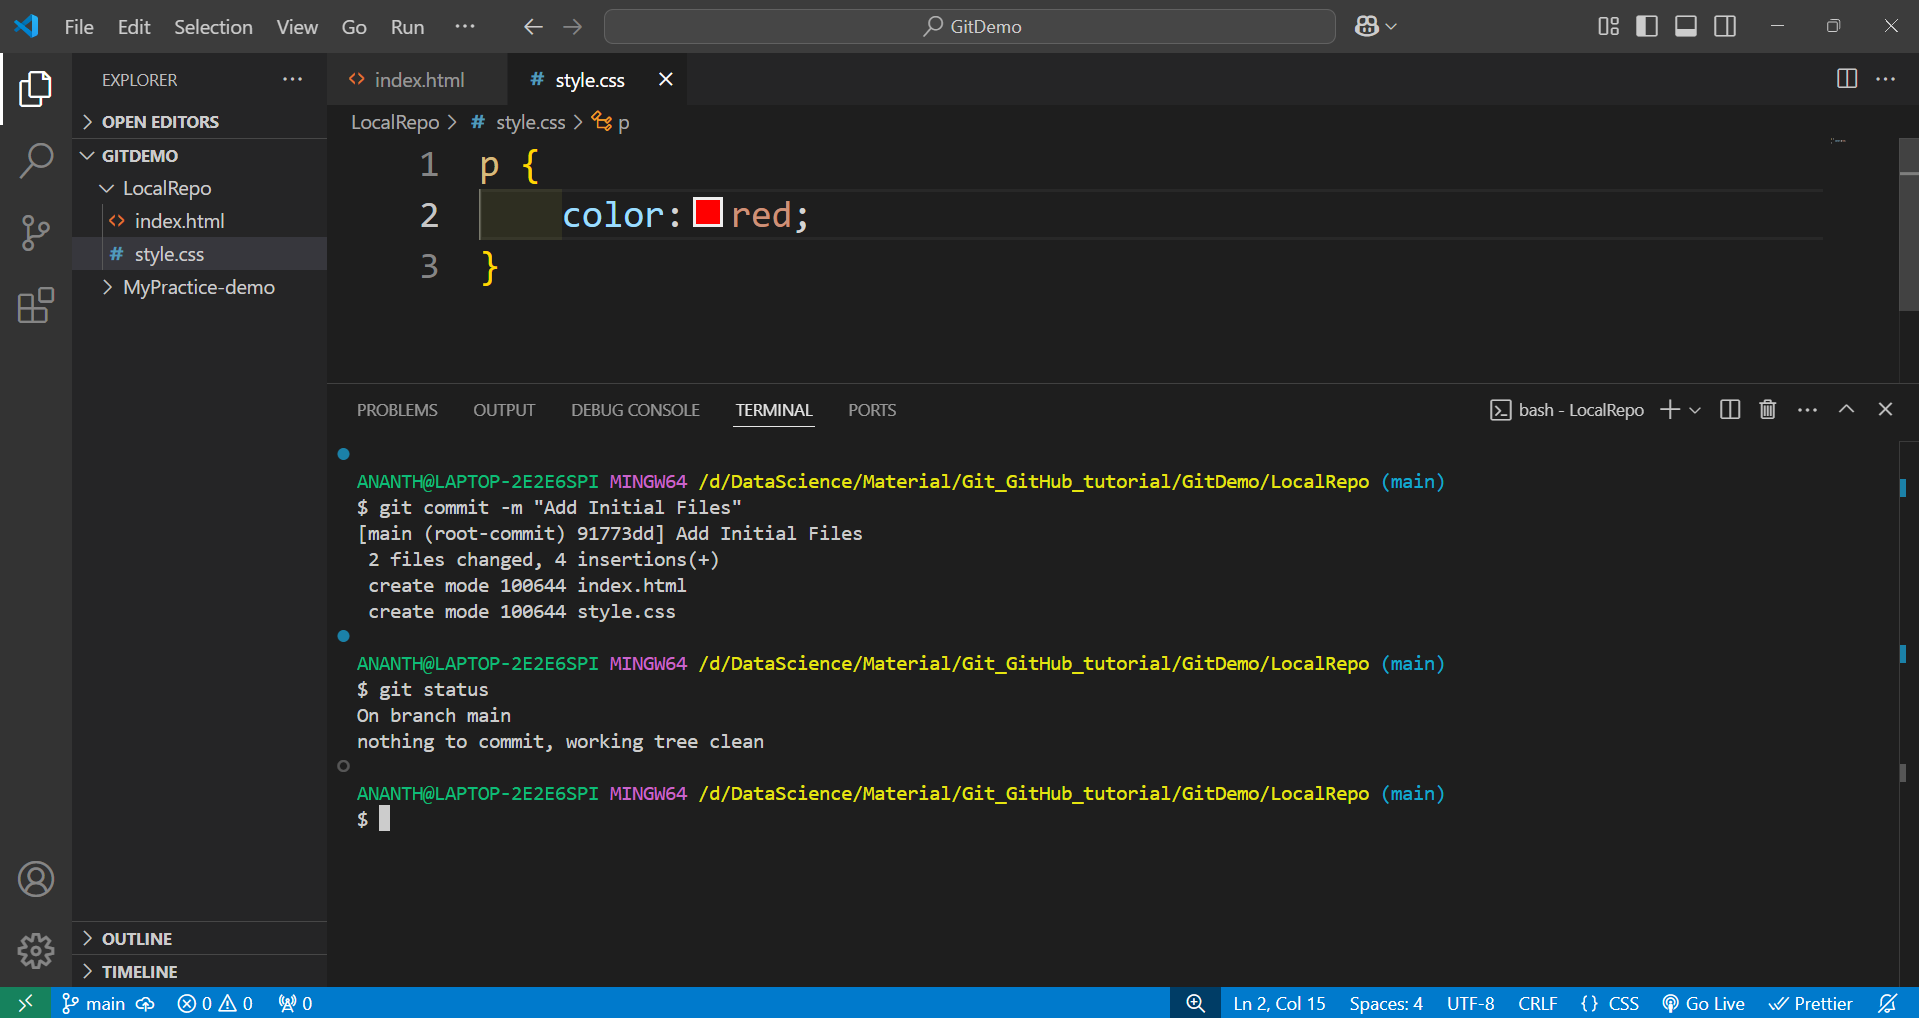 File Edit Selection View Go Run ··· GitDemo
EXPLORER ···
OPEN EDITORS
GITDEMO
LocalRepo
<> index.html
# style.css
MyPractice-demo
OUTLINE
TIMELINE
<> index.html # style.css
LocalRepo > # style.css > p
1 p {
2 color: red;
3 }
PROBLEMS OUTPUT DEBUG CONSOLE TERMINAL PORTS bash - LocalRepo
ANANTH@LAPTOP-2E2E6SPI MINGW64 /d/DataScience/Material/Git_GitHub_tutorial/GitDemo/LocalRepo (main)
$ git commit -m "Add Initial Files"
[main (root-commit) 91773dd] Add Initial Files
2 files changed, 4 insertions(+)
create mode 100644 index.html
create mode 100644 style.css
ANANTH@LAPTOP-2E2E6SPI MINGW64 /d/DataScience/Material/Git_GitHub_tutorial/GitDemo/LocalRepo (main)
$ git status
On branch main
nothing to commit, working tree clean
ANANTH@LAPTOP-2E2E6SPI MINGW64 /d/DataScience/Material/Git_GitHub_tutorial/GitDemo/LocalRepo (main)
$
main 0 0 0 Ln 2, Col 15 Spaces: 4 UTF-8 CRLF {} CSS Go Live Prettier